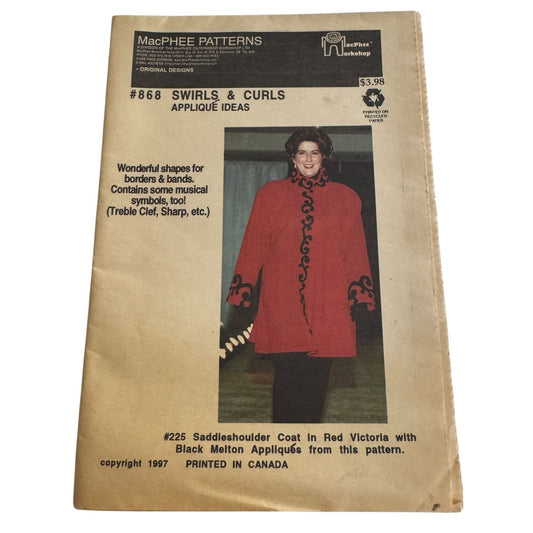 MacPHEE PATTERNS
A DIVISION OF THE MacPHEE OUTERWEAR WORKSHOP LTD
• ORIGINAL DESIGNS
MacPhee
Workshop
$3.98
PRINTED ON
RECYCLED
PAPER
#868 SWIRLS & CURLS
APPLIQUÉ IDEAS
Wonderful shapes for
borders & bands.
Contains some musical
symbols, too!
(Treble Clef, Sharp, etc.)
#225 Saddleshoulder Coat in Red Victoria with
Black Melton Appliqués from this pattern.
copyright 1997 PRINTED IN CANADA